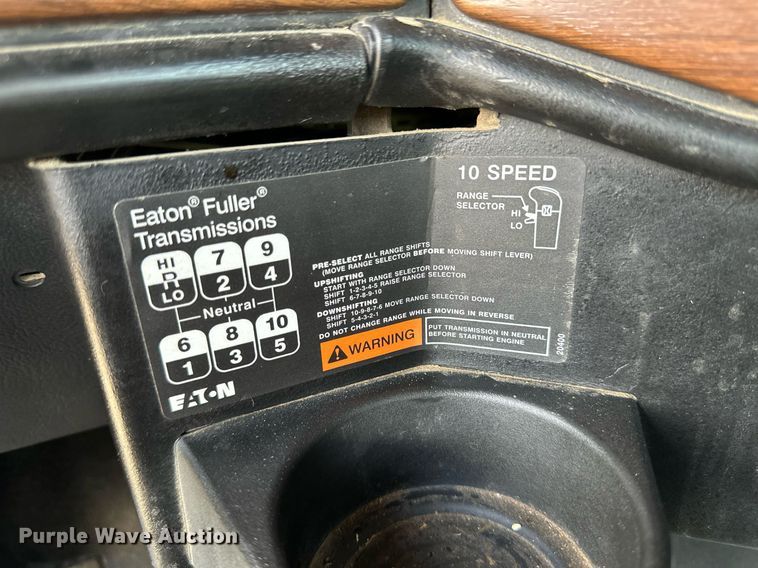 Eaton® Fuller®
Transmissions
HI 7 9
R 2 4
LO
Neutral
6 8 10
1 3 5
EATON
10 SPEED
RANGE
SELECTOR
HI
LO
PRE-SELECT ALL RANGE SHIFTS
(MOVE RANGE SELECTOR BEFORE MOVING SHIFT LEVER)
UPSHIFTING
START WITH RANGE SELECTOR DOWN
SHIFT 1-2-3-4-5 RAISE RANGE SELECTOR
SHIFT 6-7-8-9-10
DOWNSHIFTING
SHIFT 10-9-8-7-6 MOVE RANGE SELECTOR DOWN
SHIFT 5-4-3-2-1
DO NOT CHANGE RANGE WHILE MOVING IN REVERSE
WARNING
PUT TRANSMISSION IN NEUTRAL
BEFORE STARTING ENGINE
20400
Purple Wave Auction®